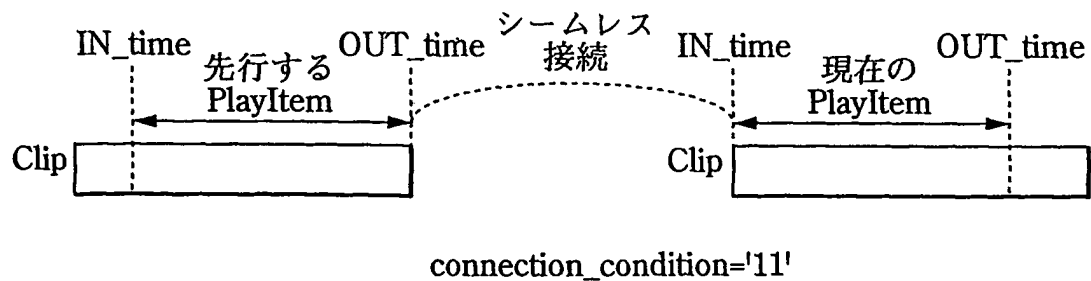 IN_time
先行する
PlayItem
OUT_time
シームレス
接続
IN_time
現在の
PlayItem
OUT_time
Clip
Clip
connection_condition='11'